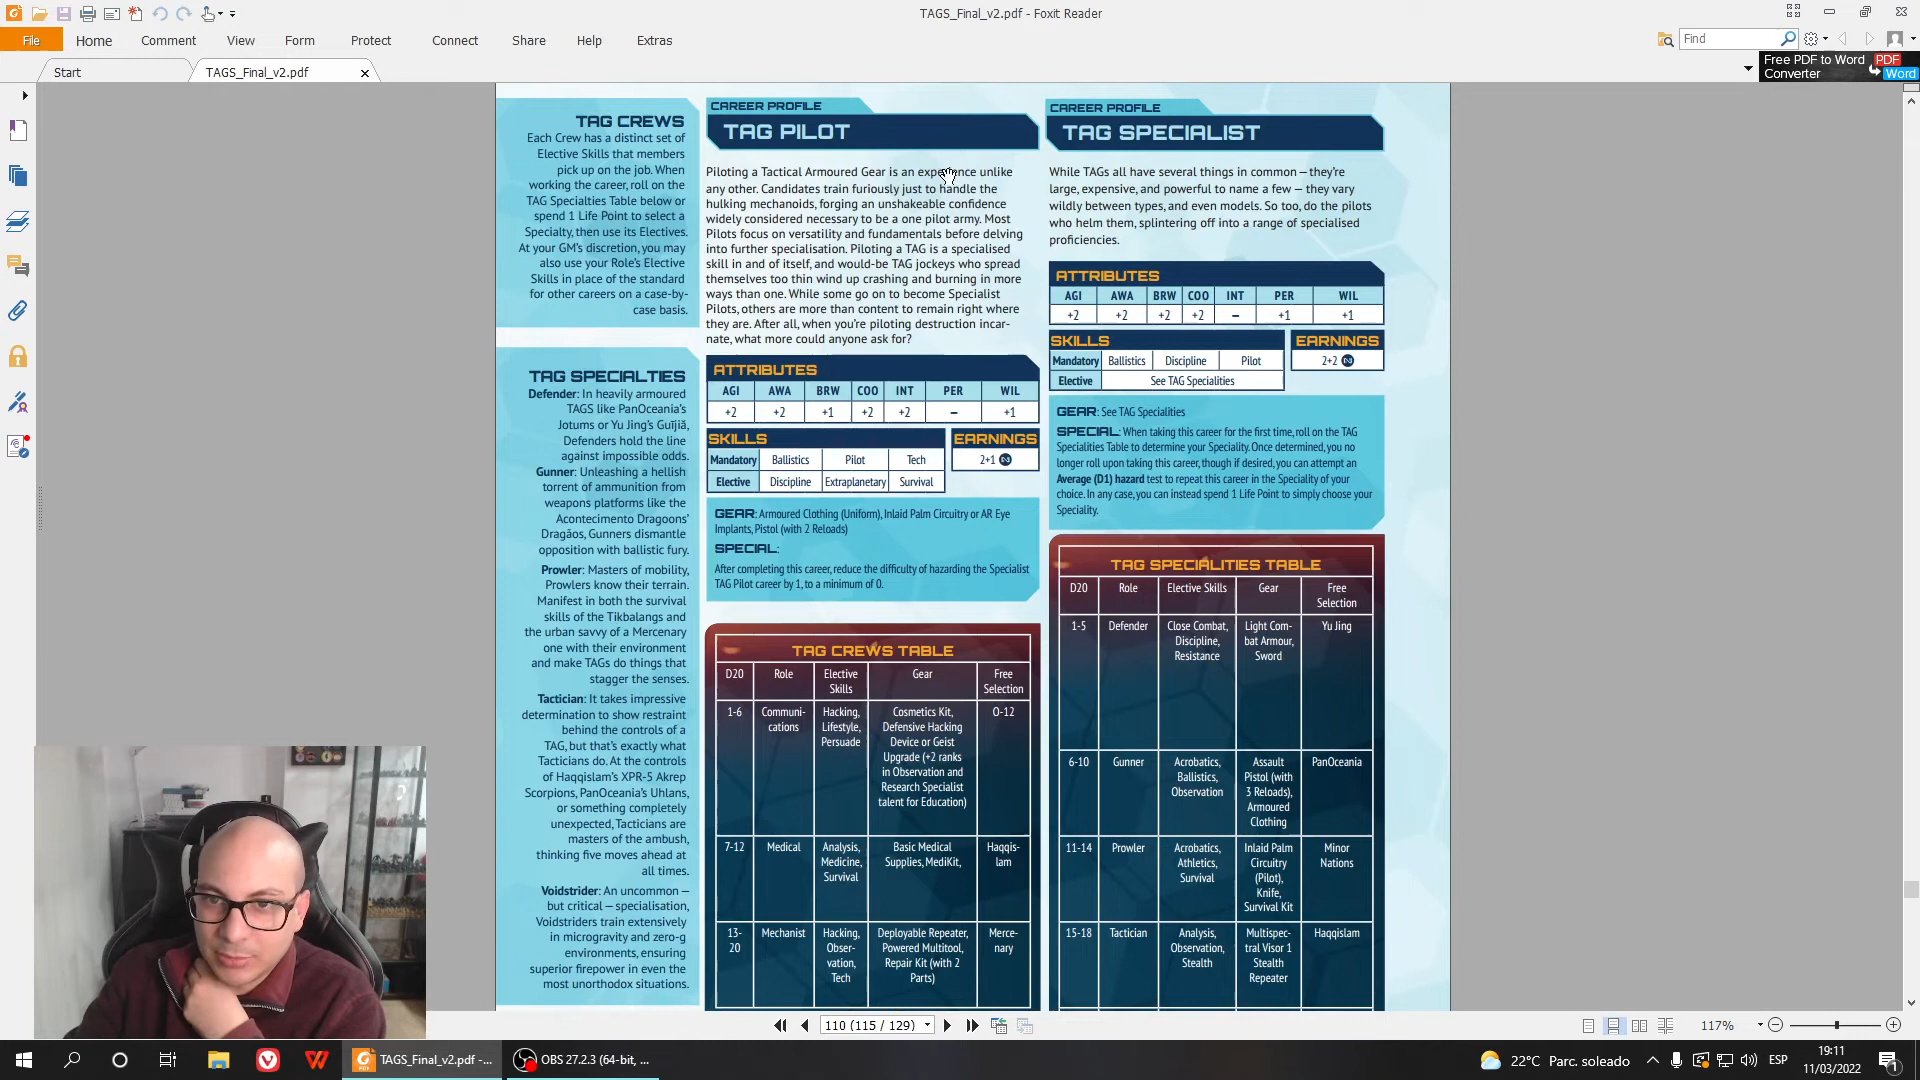 TAGS_Final_v2.pdf - Foxit Reader
File
Home
Comment
View
Form
Protect
Connect
Share
Help
Extras
Find
Start
TAGS_Final_v2.pdf
Free PDF to Word
Converter
PDF
Word
TAG CREWS
Each Crew has a distinct set of
Elective Skills that members
pick up on the job. When
working the career, roll on the
TAG Specialties Table below or
spend 1 Life Point to select a
Specialty, then use its Electives.
At your GM's discretion, you may
also use your Role's Elective
Skills in place of the standard
for other careers on a case-by-
case basis.
TAG SPECIALTIES
Defender: In heavily armoured
TAGS like PanOceania's
Jotums or Yu Jing's Guījiǎ,
Defenders hold the line
against impossible odds.
Gunner: Unleashing a hellish
torrent of ammunition from
weapons platforms like the
Acontecimento Dragoons'
Dragãos, Gunners dismantle
opposition with ballistic fury.
Prowler: Masters of mobility,
Prowlers know their terrain.
Manifest in both the survival
skills of the Tikbalangs and
the urban savvy of a Mercenary
one with their environment
and make TAGs do things that
stagger the senses.
Tactician: It takes impressive
determination to show restraint
behind the controls of a
TAG, but that's exactly what
Tacticians do. At the controls
of Haqqislam's XPR-5 Akrep
Scorpions, PanOceania's Uhlans,
or something completely
unexpected, Tacticians are
masters of the ambush,
thinking five moves ahead at
all times.
Voidstrider: An uncommon –
but critical – specialisation,
Voidstriders train extensively
in microgravity and zero-g
environments, ensuring
superior firepower in even the
most unorthodox situations.
CAREER PROFILE
TAG PILOT
Piloting a Tactical Armoured Gear is an experience unlike
any other. Candidates train furiously just to handle the
hulking mechanoids, forging an unshakeable confidence
widely considered necessary to be a one pilot army. Most
Pilots focus on versatility and fundamentals before delving
into further specialisation. Piloting a TAG is a specialised
skill in and of itself, and would-be TAG jockeys who spread
themselves too thin wind up crashing and burning in more
ways than one. While some go on to become Specialist
Pilots, others are more than content to remain right where
they are. After all, when you're piloting destruction incar-
nate, what more could anyone ask for?
ATTRIBUTES
AGI AWA BRW COO INT PER WIL
+2 +2 +1 +2 +2 – +1
SKILLS
EARNINGS
Mandatory Ballistics Pilot Tech
2+1
Elective Discipline Extraplanetary Survival
GEAR: Armoured Clothing (Uniform), Inlaid Palm Circuitry or AR Eye
Implants, Pistol (with 2 Reloads)
SPECIAL:
After completing this career, reduce the difficulty of hazarding the Specialist
TAG Pilot career by 1, to a minimum of 0.
TAG CREWS TABLE
D20 Role Elective Skills Gear Free Selection
1-6 Communi-cations Hacking, Lifestyle, Persuade Cosmetics Kit, Defensive Hacking Device or Geist Upgrade (+2 ranks in Observation and Research Specialist talent for Education) O-12
7-12 Medical Analysis, Medicine, Survival Basic Medical Supplies, MediKit, Haqqis-lam
13-20 Mechanist Hacking, Obser-vation, Tech Deployable Repeater, Powered Multitool, Repair Kit (with 2 Parts) Merce-nary
CAREER PROFILE
TAG SPECIALIST
While TAGs all have several things in common – they're
large, expensive, and powerful to name a few – they vary
wildly between types, and even models. So too, do the pilots
who helm them, splintering off into a range of specialised
proficiencies.
ATTRIBUTES
AGI AWA BRW COO INT PER WIL
+2 +2 +2 +2 – +1 +1
SKILLS
EARNINGS
Mandatory Ballistics Discipline Pilot
2+2
Elective See TAG Specialities
GEAR: See TAG Specialities
SPECIAL: When taking this career for the first time, roll on the TAG
Specialities Table to determine your Speciality. Once determined, you no
longer roll upon taking this career, though if desired, you can attempt an
Average (D1) hazard test to repeat this career in the Speciality of your
choice. In any case, you can instead spend 1 Life Point to simply choose your
Speciality.
TAG SPECIALITIES TABLE
D20 Role Elective Skills Gear Free Selection
1-5 Defender Close Combat, Discipline, Resistance Light Com-bat Armour, Sword Yu Jing
6-10 Gunner Acrobatics, Ballistics, Observation Assault Pistol (with 3 Reloads), Armoured Clothing PanOceania
11-14 Prowler Acrobatics, Athletics, Survival Inlaid Palm Circuitry (Pilot), Knife, Survival Kit Minor Nations
15-18 Tactician Analysis, Observation, Stealth Multispec-tral Visor 1 Stealth Repeater Haqqislam
110 (115 / 129)
117%
TAGS_Final_v2.pdf -...
OBS 27.2.3 (64-bit, ...
22°C Parc. soleado
ESP
19:11
11/03/2022
1